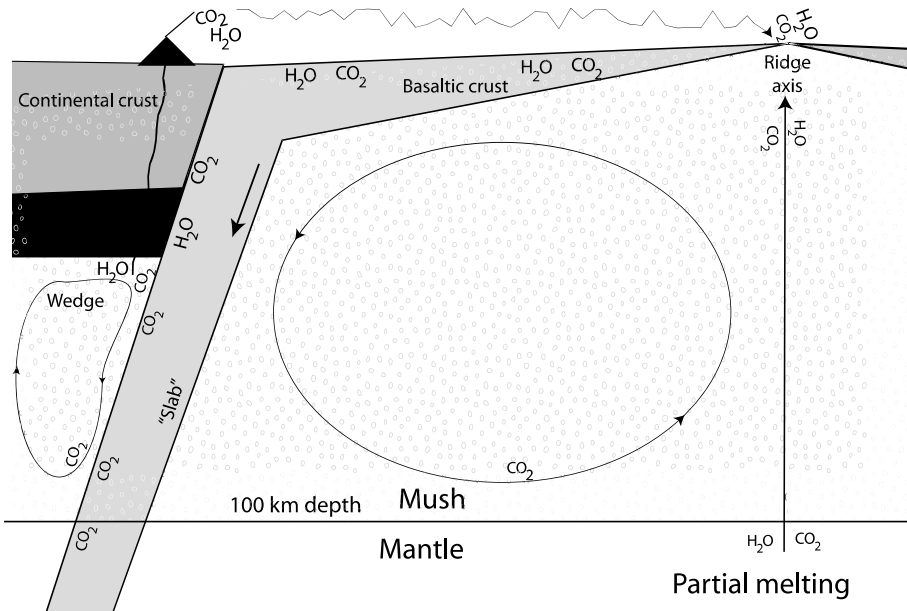 CO2
H2O
CO2
H2O
Continental crust
H2O CO2
H2O CO2
Basaltic crust
Ridge
axis
CO2
H2O
CO2
H2O
H2O
CO2
Wedge
CO2
"Slab"
CO2
CO2
CO2
CO2
100 km depth
Mush
Mantle
H2O CO2
Partial melting